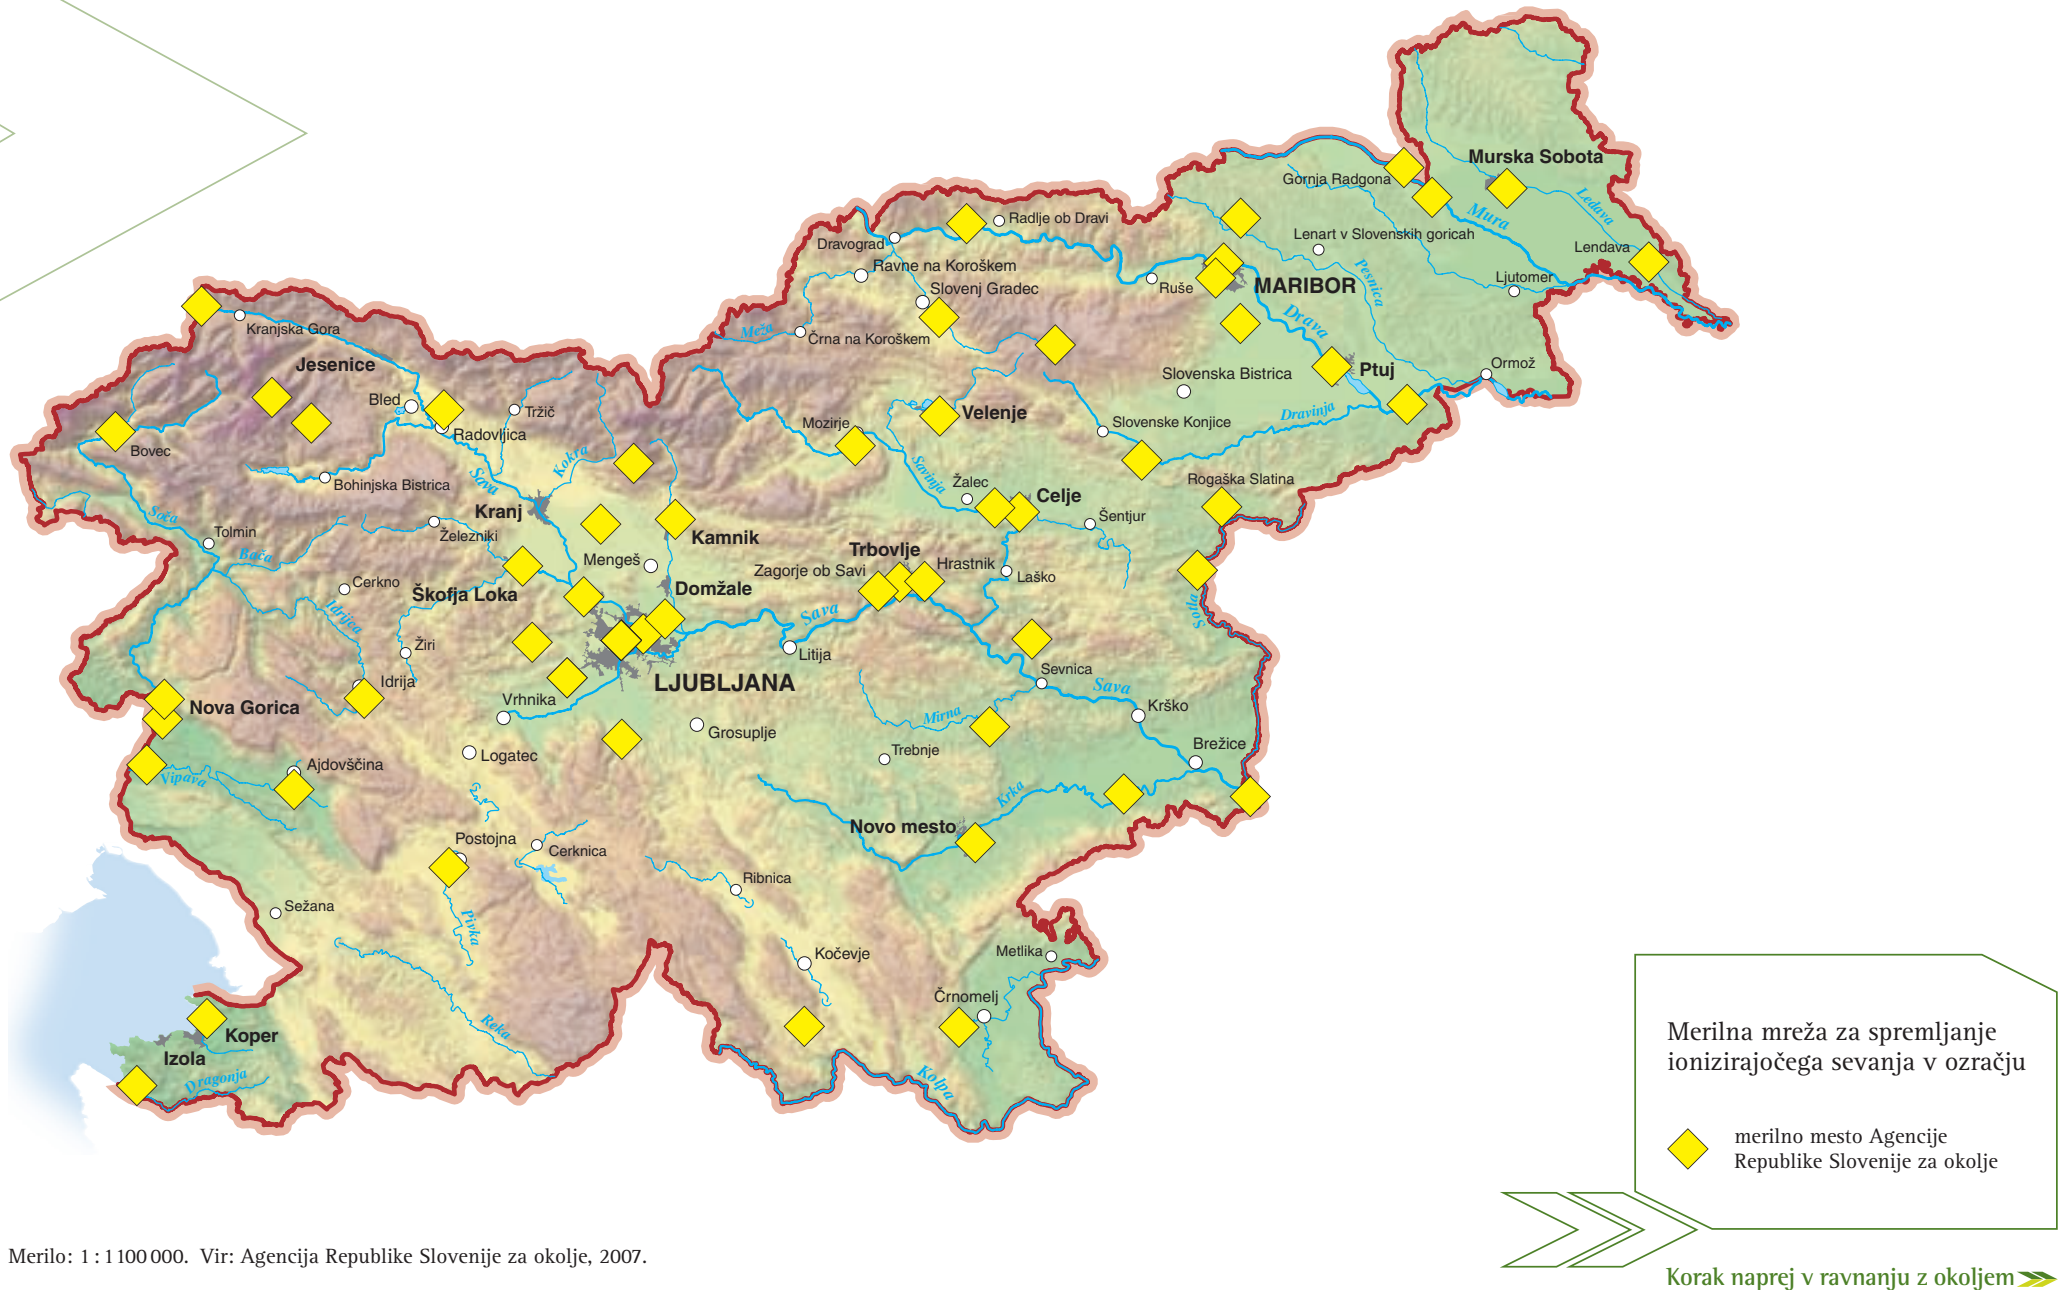 Murska Sobota
Gornja Radgona
Mura
Ledava
Radlje ob Dravi
Dravograd
Lenart v Slovenskih goricah
Lendava
Ravne na Koroškem
Pesnica
Ljutomer
Slovenj Gradec
Ruše
MARIBOR
Kranjska Gora
Meža
Črna na Koroškem
Drava
Jesenice
Ormož
Slovenska Bistrica
Ptuj
Bled
Tržič
Velenje
Dravinja
Mozirje
Slovenske Konjice
Radovljica
Bovec
Kokra
Savinja
Bohinjska Bistrica
Sava
Žalec
Rogaška Slatina
Celje
Soča
Kranj
Šentjur
Tolmin
Železniki
Kamnik
Bača
Mengeš
Trbovlje
Zagorje ob Savi
Hrastnik
Laško
Cerkno
Škofja Loka
Domžale
Idrijca
Sava
Sotla
Žiri
Litija
Sevnica
Idrija
LJUBLJANA
Sava
Nova Gorica
Vrhnika
Mirna
Krško
Grosuplje
Logatec
Trebnje
Brežice
Ajdovščina
Vipava
Krka
Novo mesto
Postojna
Cerknica
Ribnica
Sežana
Pivka
Kočevje
Metlika
Črnomelj
Reka
Koper
Izola
Dragonja
Kolpa
Merilna mreža za spremljanje
ionizirajočega sevanja v ozračju
merilno mesto Agencije
Republike Slovenije za okolje
Merilo: 1 : 1 100 000. Vir: Agencija Republike Slovenije za okolje, 2007.
Korak naprej v ravnanju z okoljem